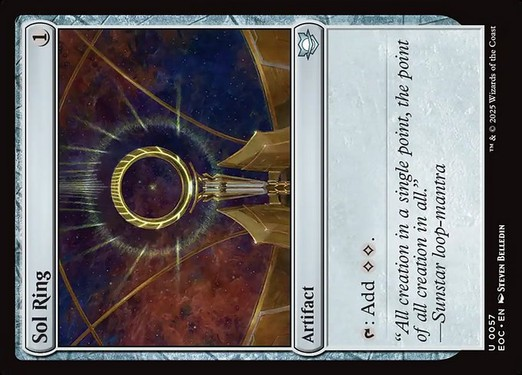 Sol Ring
1
Artifact
: Add .
“All creation in a single point, the point
of all creation in all.”
—Sunstar loop-mantra
U 0057
EOC • EN STEVEN BELLEDIN
™ & © 2025 Wizards of the Coast